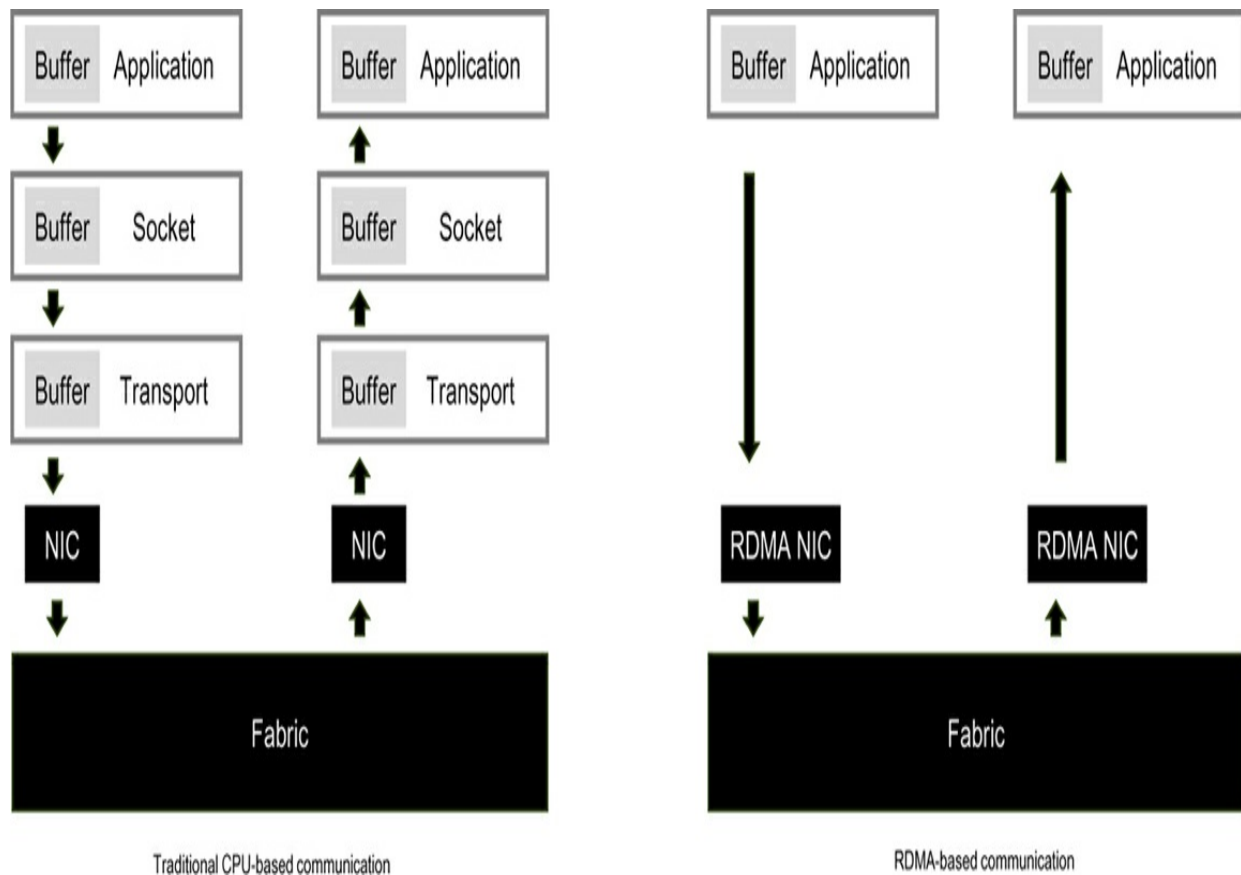 Buffer Application
Buffer Application
Buffer Socket
Buffer Socket
Buffer Transport
Buffer Transport
NIC
NIC
Fabric
Traditional CPU-based communication
Buffer Application
Buffer Application
RDMA NIC
RDMA NIC
Fabric
RDMA-based communication